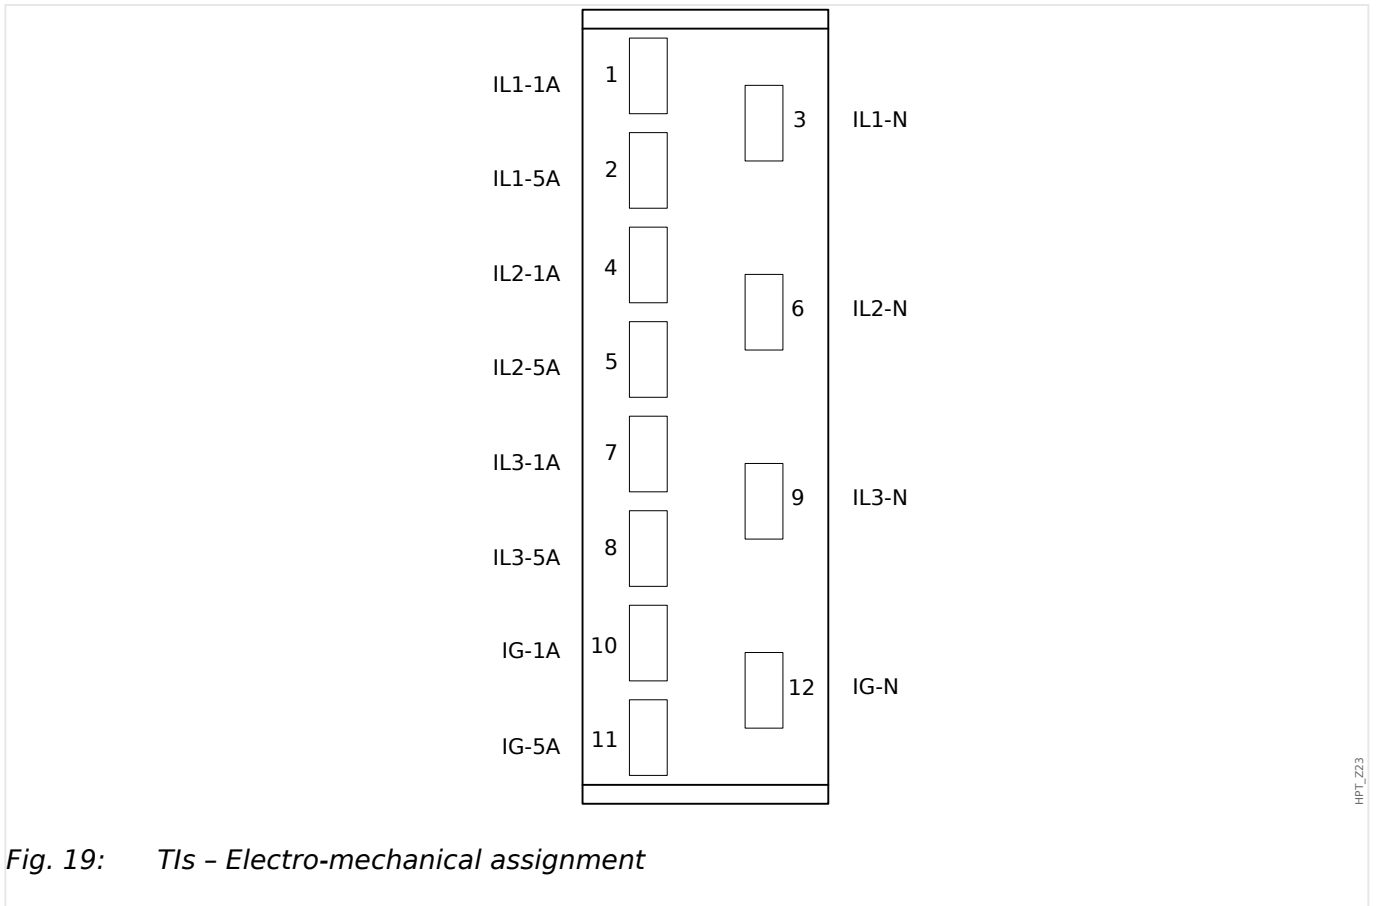 IL1-1A 1
3 IL1-N
IL1-5A 2
IL2-1A 4
6 IL2-N
IL2-5A 5
IL3-1A 7
9 IL3-N
IL3-5A 8
IG-1A 10
12 IG-N
IG-5A 11
HPT_Z23
Fig. 19: TIs – Electro-mechanical assignment